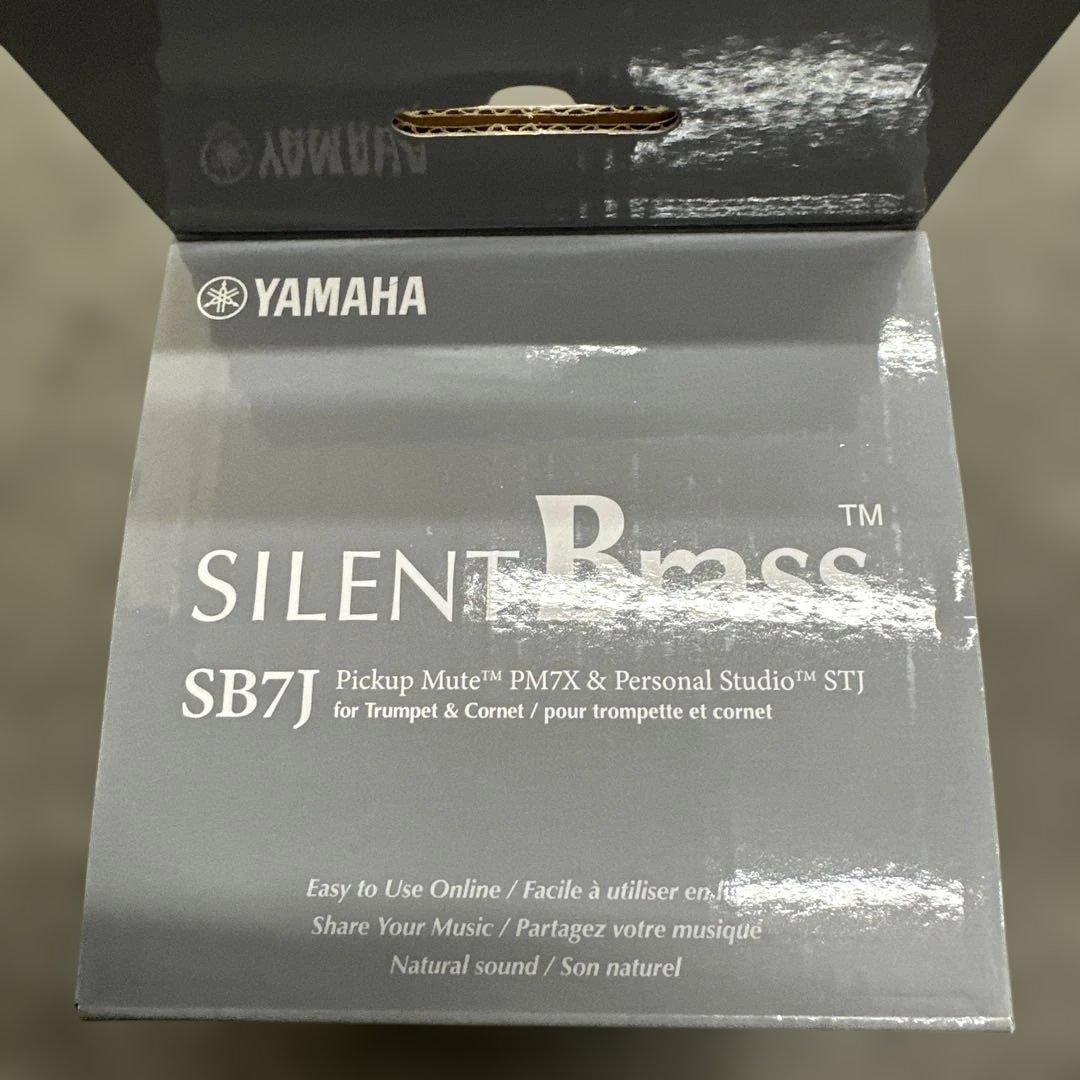 YAMAHA
SILENT Brass™
SB7J Pickup Mute™ PM7X & Personal Studio™ STJ
for Trumpet & Cornet / pour trompette et cornet
Easy to Use Online / Facile à utiliser en
Share Your Music / Partagez votre musique
Natural sound / Son naturel